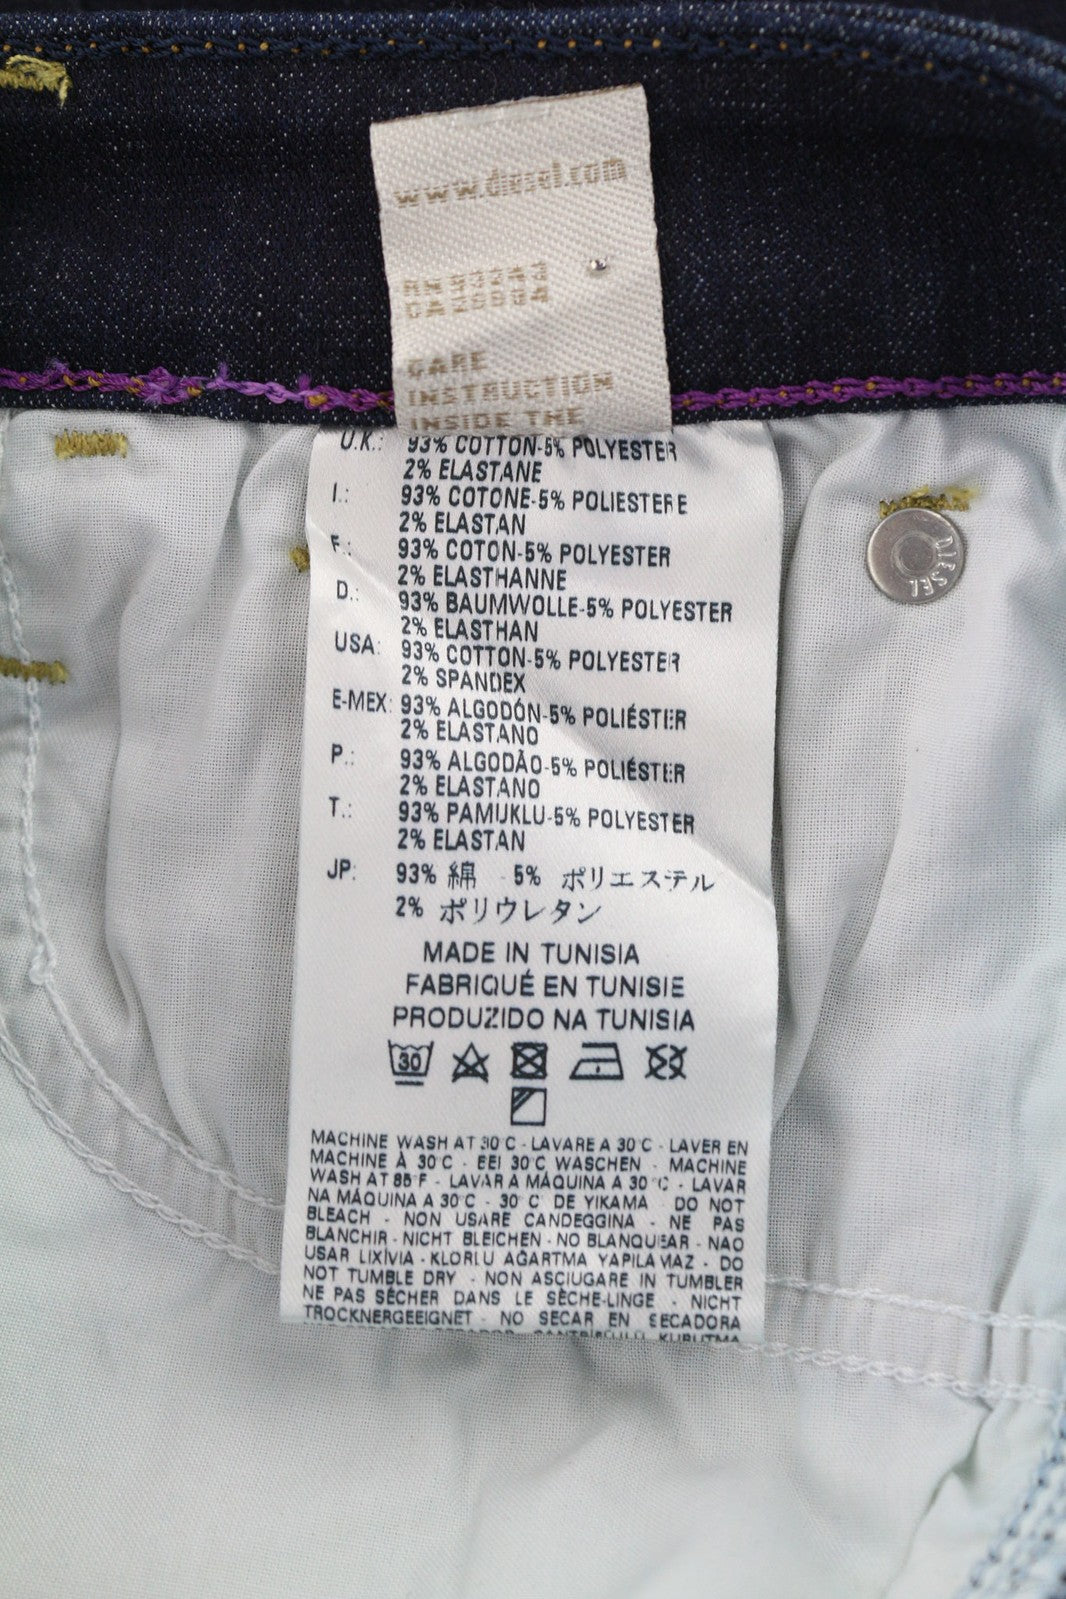 www.diesel.com
CARE
INSTRUCTION
INSIDE THE
U.K.: 93% COTTON-5% POLYESTER
2% ELASTANE
I.: 93% COTONE-5% POLIESTERE
2% ELASTAN
F.: 93% COTON-5% POLYESTER
2% ELASTHANNE
D.: 93% BAUMWOLLE-5% POLYESTER
2% ELASTHAN
USA: 93% COTTON-5% POLYESTER
2% SPANDEX
E-MEX: 93% ALGODÓN-5% POLIÉSTER
2% ELASTANO
P.: 93% ALGODÃO-5% POLIÉSTER
2% ELASTANO
T.: 93% PAMUKLU-5% POLYESTER
2% ELASTAN
JP: 93% 綿 - 5% ポリエステル
2% ポリウレタン
MADE IN TUNISIA
FABRIQUÉ EN TUNISIE
PRODUZIDO NA TUNISIA
30
MACHINE WASH AT 30°C - LAVARE A 30°C - LAVER EN
MACHINE À 30°C - BEI 30°C WASCHEN - MACHINE
WASH AT 85°F - LAVAR A MÁQUINA A 30°C - LAVAR
NA MÁQUINA A 30°C - 30°C DE YIKAMA DO NOT
BLEACH - NON USARE CANDEGGINA - NE PAS
BLANCHIR - NICHT BLEICHEN - NO BLANQUEAR - NAO
USAR LIXÍVIA - KLORLU AĞARTMA YAPILAMAZ - DO
NOT TUMBLE DRY - NON ASCIUGARE IN TUMBLER
NE PAS SÉCHER DANS LE SÈCHE-LINGE - NICHT
TROCKNERGEEIGNET - NO SECAR EN SECADORA
KURUTMA
DIESEL